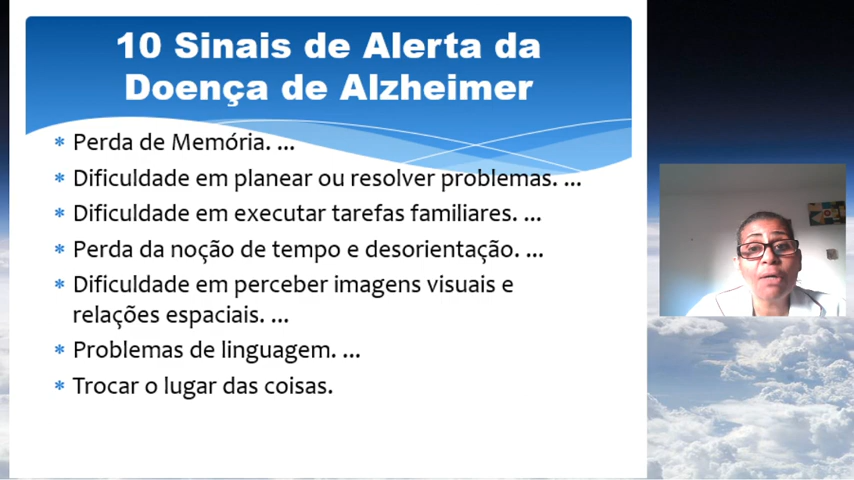 10 Sinais de Alerta da
Doença de Alzheimer
* Perda de Memória. ...
* Dificuldade em planear ou resolver problemas. ...
* Dificuldade em executar tarefas familiares. ...
* Perda da noção de tempo e desorientação. ...
* Dificuldade em perceber imagens visuais e
relações espaciais. ...
* Problemas de linguagem. ...
* Trocar o lugar das coisas.